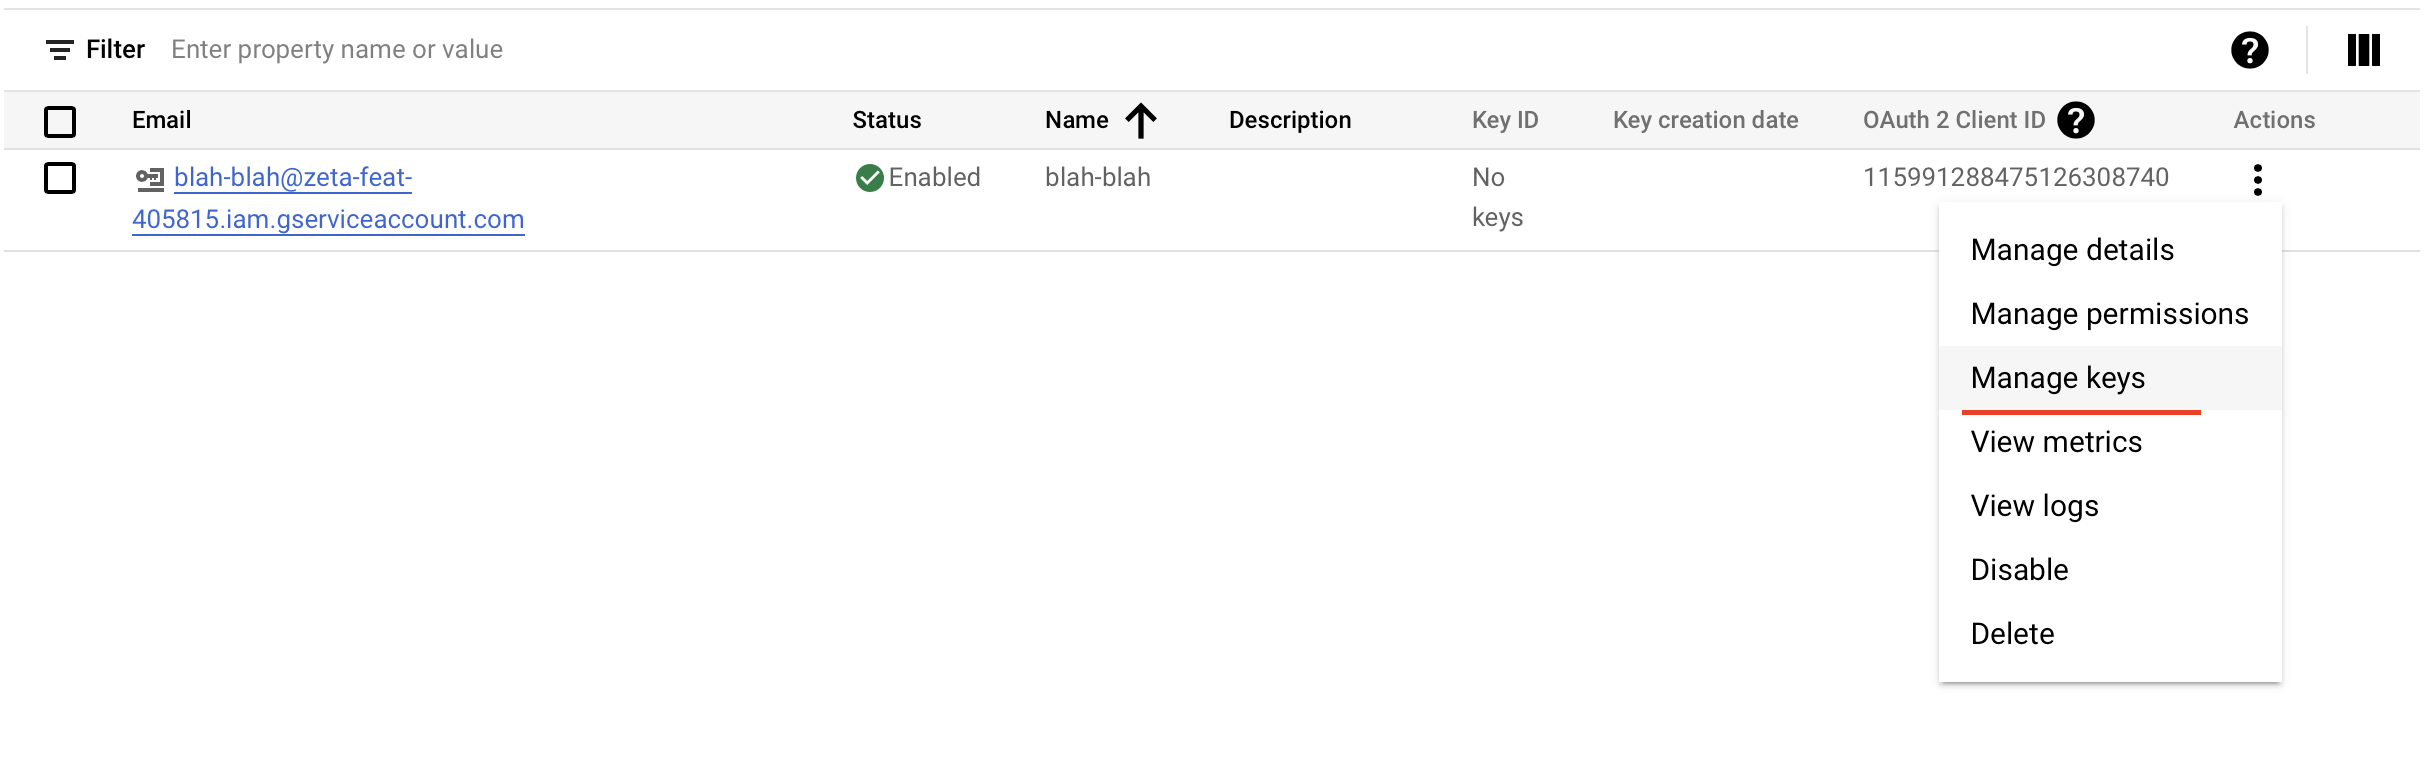 Filter Enter property name or value
Email Status Name Description Key ID Key creation date OAuth 2 Client ID Actions
blah-blah@zeta-feat- Enabled blah-blah No 115991288475126308740
405815.iam.gserviceaccount.com keys
Manage details
Manage permissions
Manage keys
View metrics
View logs
Disable
Delete